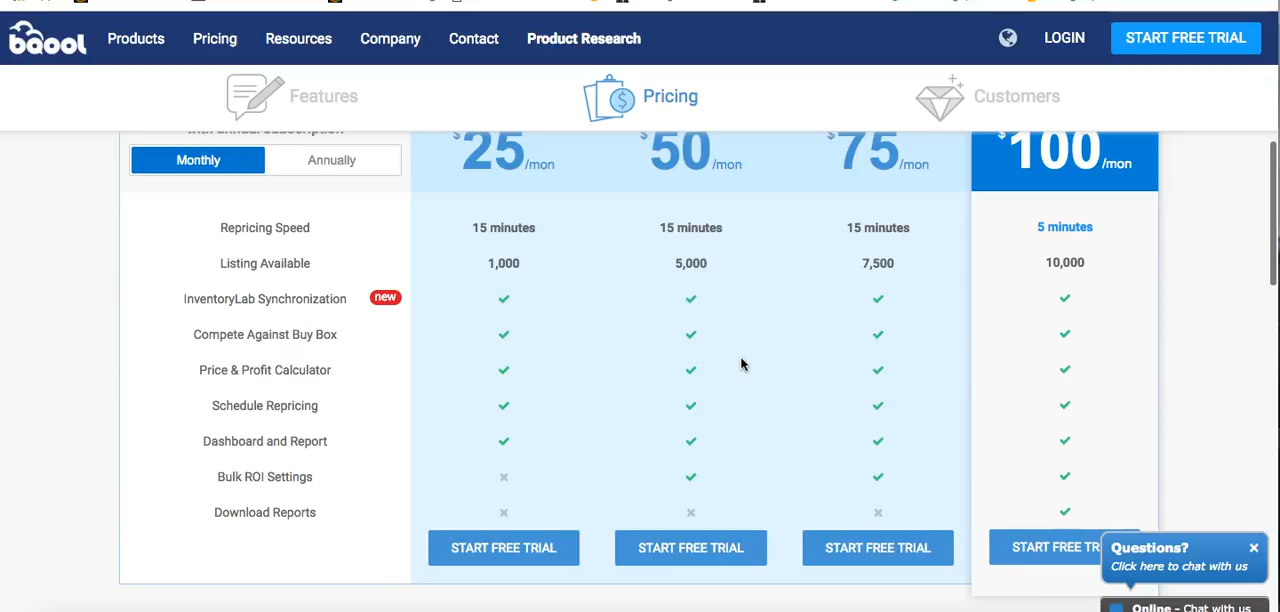 bqool Products Pricing Resources Company Contact Product Research LOGIN START FREE TRIAL
Features Pricing Customers
with annual subscription
Monthly Annually $25/mon $50/mon $75/mon $100/mon
Repricing Speed 15 minutes 15 minutes 15 minutes 5 minutes
Listing Available 1,000 5,000 7,500 10,000
InventoryLab Synchronization new
Compete Against Buy Box
Price & Profit Calculator
Schedule Repricing
Dashboard and Report
Bulk ROI Settings
Download Reports
START FREE TRIAL START FREE TRIAL START FREE TRIAL START FREE TR
Questions?
Click here to chat with us
Online - Chat with us